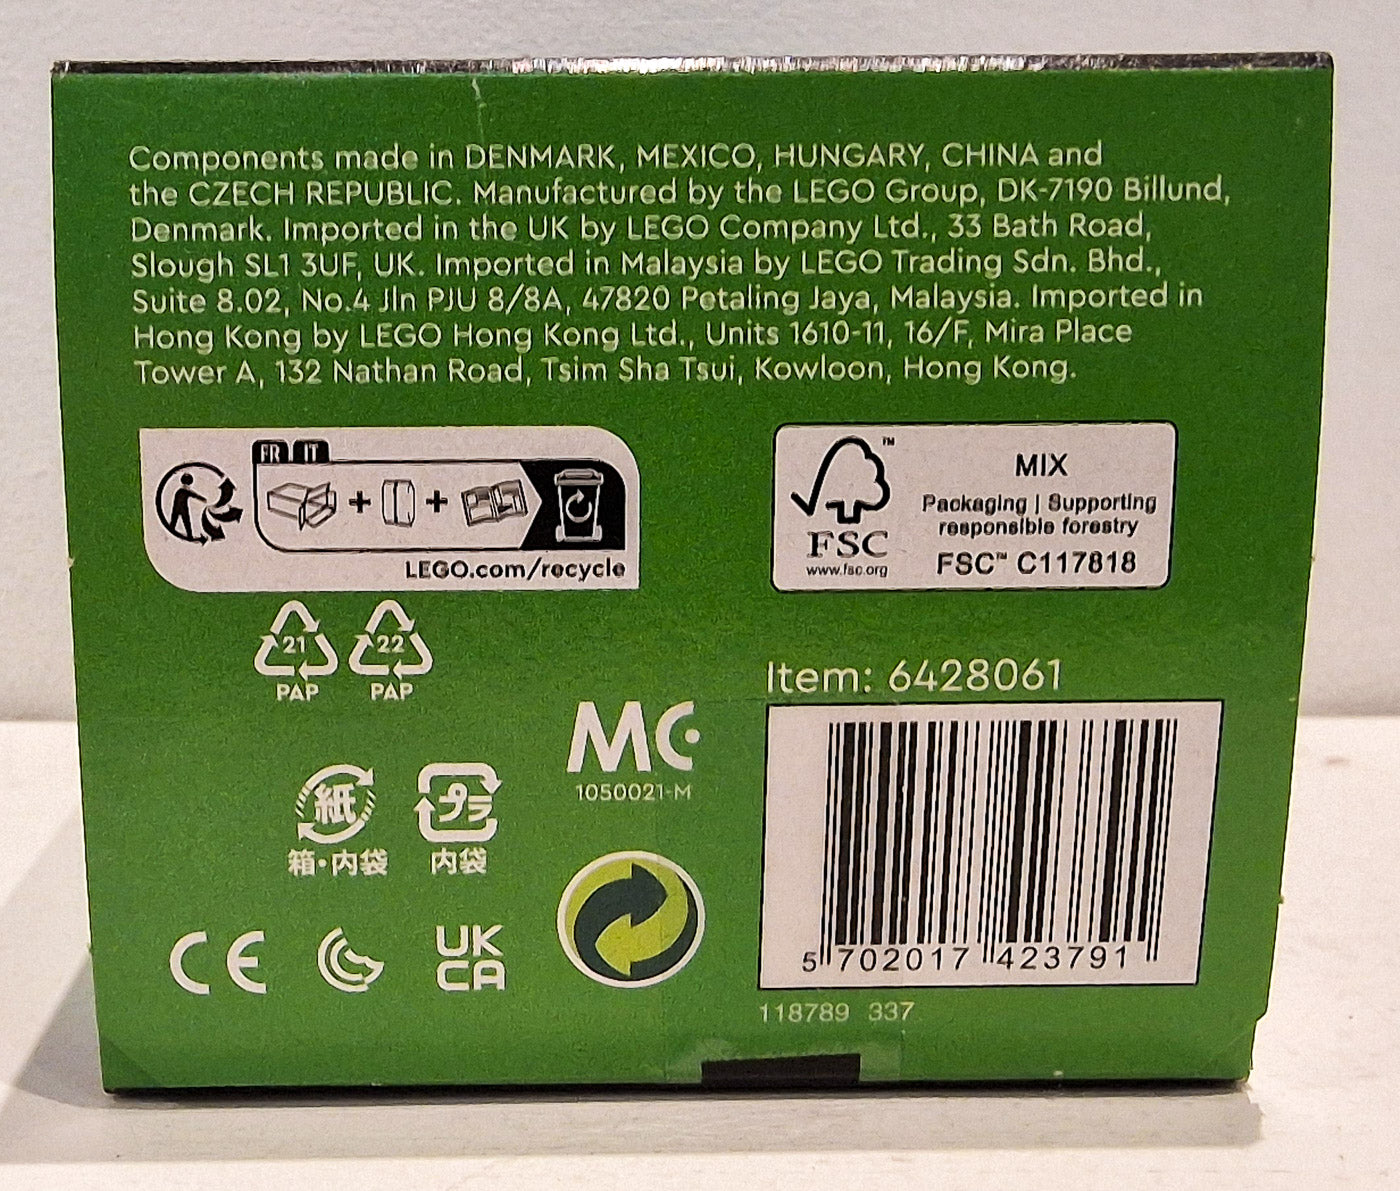 Components made in DENMARK, MEXICO, HUNGARY, CHINA and
the CZECH REPUBLIC. Manufactured by the LEGO Group, DK-7190 Billund,
Denmark. Imported in the UK by LEGO Company Ltd., 33 Bath Road,
Slough SL1 3UF, UK. Imported in Malaysia by LEGO Trading Sdn. Bhd.,
Suite 8.02, No.4 Jln PJU 8/8A, 47820 Petaling Jaya, Malaysia. Imported in
Hong Kong by LEGO Hong Kong Ltd., Units 1610-11, 16/F, Mira Place
Tower A, 132 Nathan Road, Tsim Sha Tsui, Kowloon, Hong Kong.
FR IT
+ +
LEGO.com/recycle
FSC
www.fsc.org
™
MIX
Packaging | Supporting
responsible forestry
FSC™ C117818
21 22
PAP PAP
Item: 6428061
MC
1050021-M
紙 プラ
箱・内袋 内袋
CE
UK
CA
5 702017 423791
118789 337